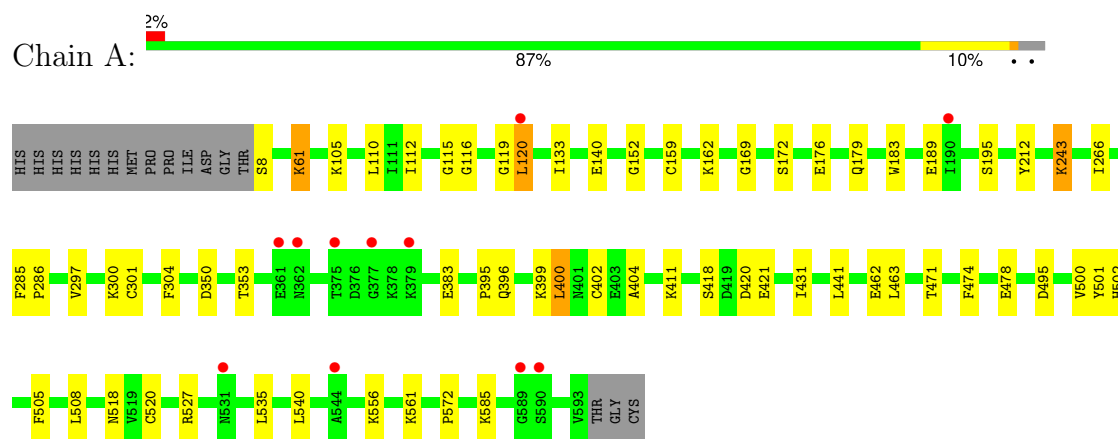 2%
Chain A:
87% 10% • •
HIS HIS HIS HIS HIS HIS MET PRO PRO ILE ASP GLY THR S8 K61 K105 L110 I111 I112 G115 G116 G119 L120 I133 E140 G152 C159 K162 G169 S172 E176 Q179 W183 E189 I190 S195 Y212 K243 I266
F285 P286 V297 K300 C301 F304 D350 T353 E361 N362 T375 D376 G377 K378 K379 E383 P395 Q396 K399 L400 N401 C402 E403 A404 K411 S418 D419 D420 E421 I431 L441 E462 L463 T471 F474 E478 D495 V500 Y501 H502
F505 L508 N518 V519 C520 R527 N531 L535 L540 A544 K556 K561 P572 K585 G589 S590 V593 THR GLY CYS